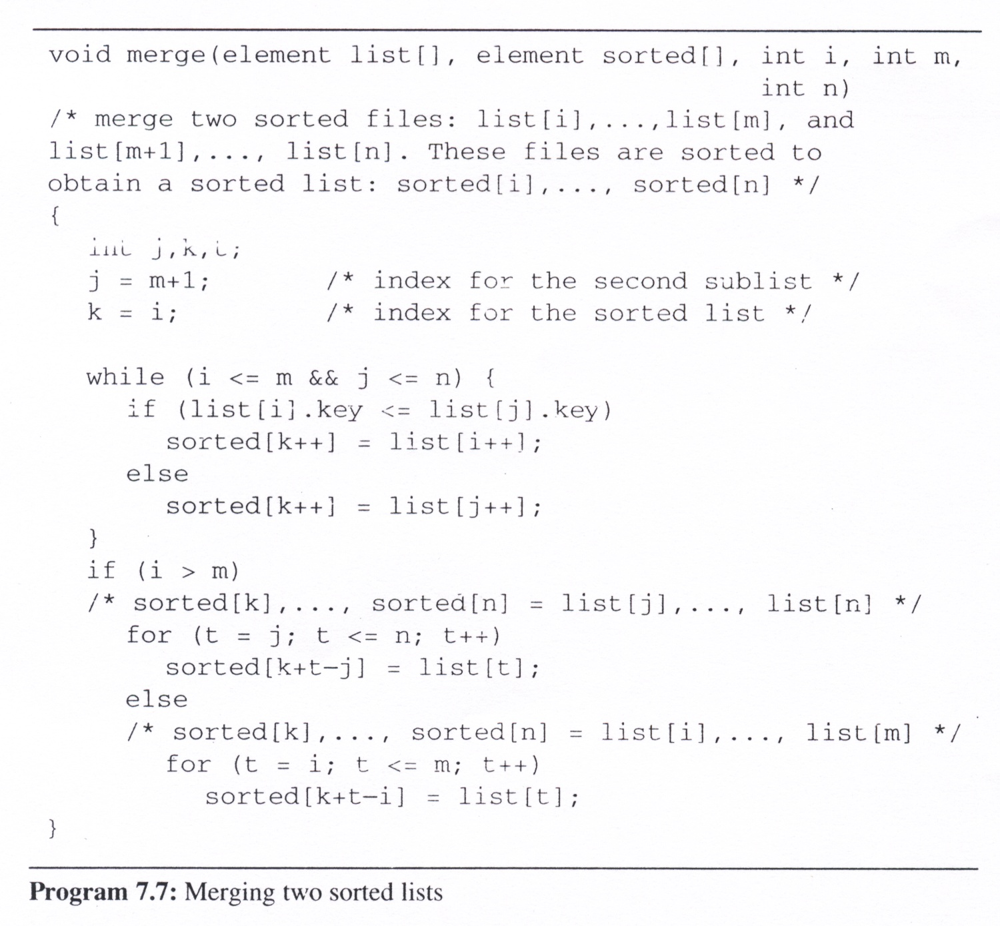 void merge(element list[], element sorted[], int i, int m,
int n)
/* merge two sorted files: list[i],...,list[m], and
list[m+1],..., list[n]. These files are sorted to
obtain a sorted list: sorted[i],..., sorted[n] */
{
int j,k,t;
j = m+1; /* index for the second sublist */
k = i; /* index for the sorted list */
while (i <= m && j <= n) {
if (list[i].key <= list[j].key)
sorted[k++] = list[i++];
else
sorted[k++] = list[j++];
}
if (i > m)
/* sorted[k],..., sorted[n] = list[j],..., list[n] */
for (t = j; t <= n; t++)
sorted[k+t-j] = list[t];
else
/* sorted[k],..., sorted[n] = list[i],..., list[m] */
for (t = i; t <= m; t++)
sorted[k+t-i] = list[t];
}
Program 7.7: Merging two sorted lists